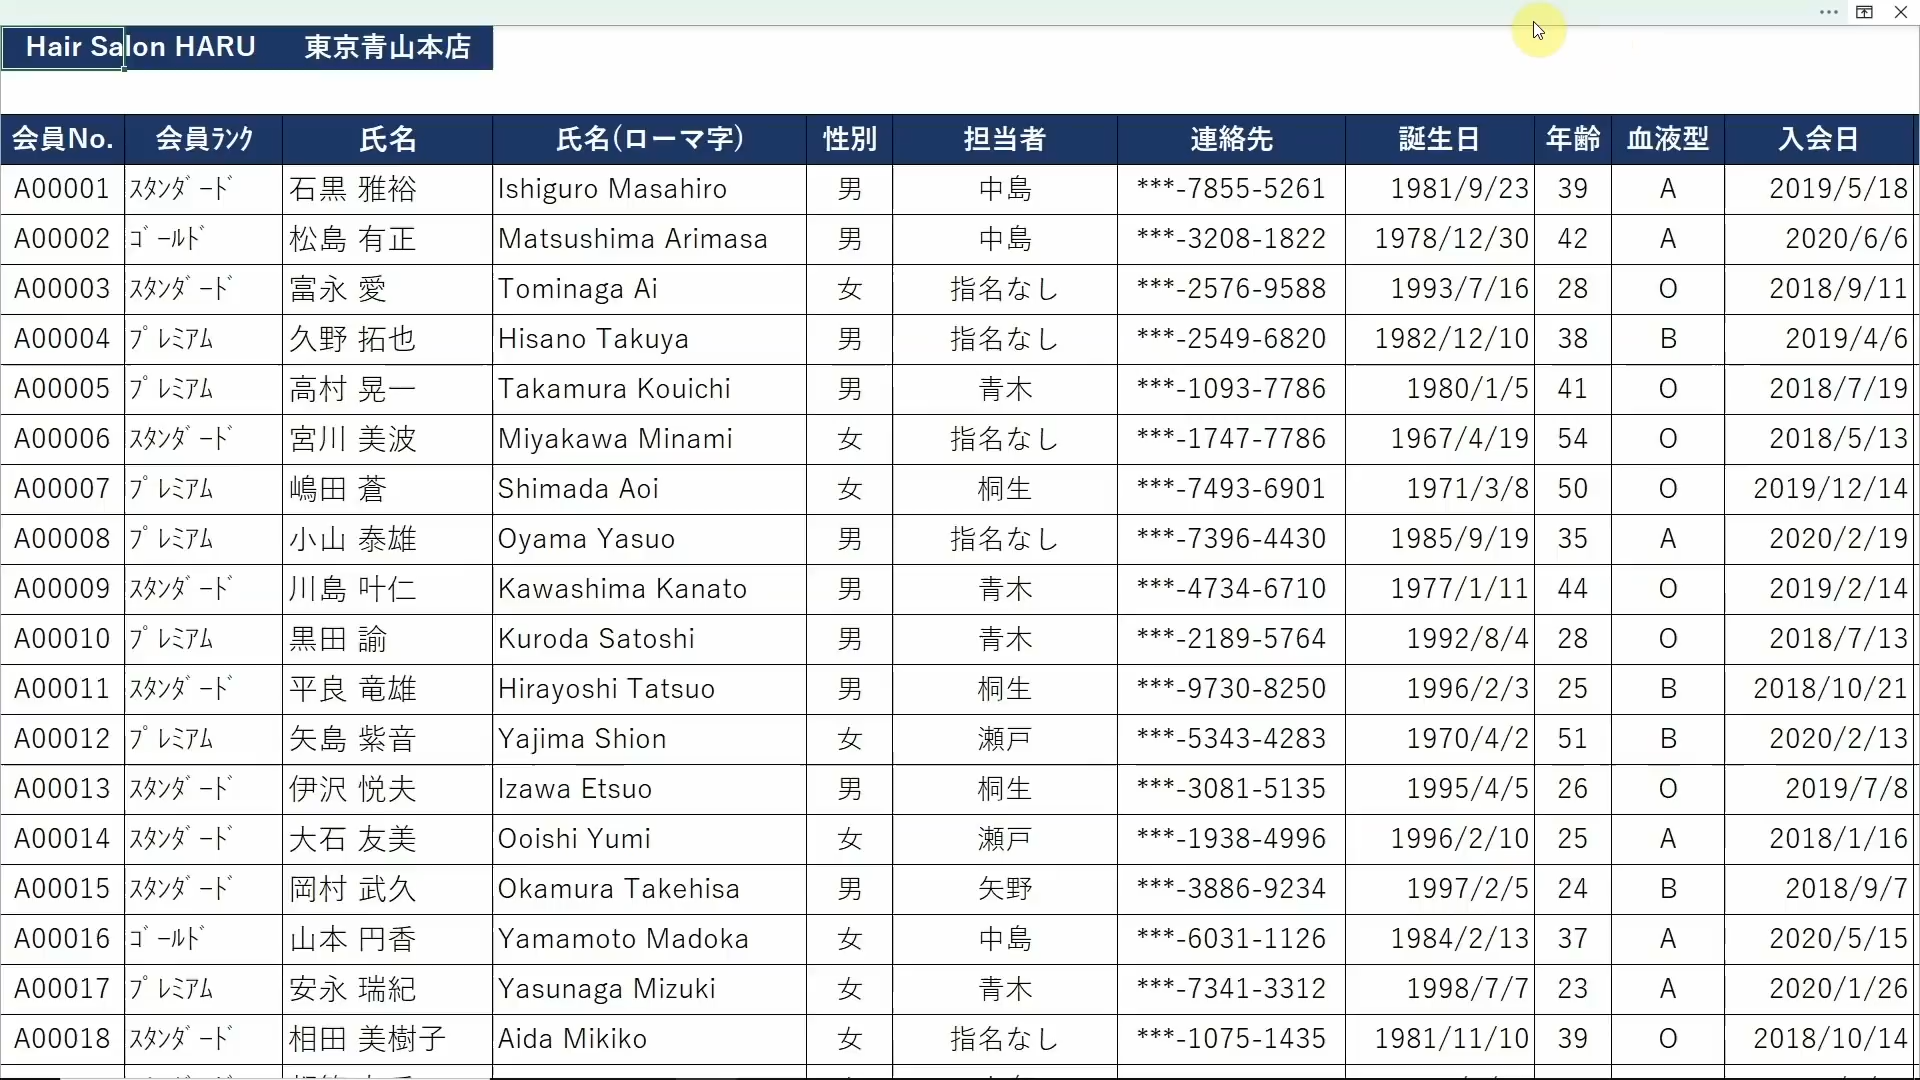 Hair Salon HARU 東京青山本店
会員No. 会員ﾗﾝｸ 氏名 氏名(ローマ字) 性別 担当者 連絡先 誕生日 年齢 血液型 入会日
A00001 ｽﾀﾝﾀﾞｰﾄﾞ 石黒 雅裕 Ishiguro Masahiro 男 中島 ***-7855-5261 1981/9/23 39 A 2019/5/18
A00002 ｺﾞｰﾙﾄﾞ 松島 有正 Matsushima Arimasa 男 中島 ***-3208-1822 1978/12/30 42 A 2020/6/6
A00003 ｽﾀﾝﾀﾞｰﾄﾞ 富永 愛 Tominaga Ai 女 指名なし ***-2576-9588 1993/7/16 28 O 2018/9/11
A00004 ﾌﾟﾚﾐｱﾑ 久野 拓也 Hisano Takuya 男 指名なし ***-2549-6820 1982/12/10 38 B 2019/4/6
A00005 ﾌﾟﾚﾐｱﾑ 高村 晃一 Takamura Kouichi 男 青木 ***-1093-7786 1980/1/5 41 O 2018/7/19
A00006 ｽﾀﾝﾀﾞｰﾄﾞ 宮川 美波 Miyakawa Minami 女 指名なし ***-1747-7786 1967/4/19 54 O 2018/5/13
A00007 ﾌﾟﾚﾐｱﾑ 嶋田 蒼 Shimada Aoi 女 桐生 ***-7493-6901 1971/3/8 50 O 2019/12/14
A00008 ﾌﾟﾚﾐｱﾑ 小山 泰雄 Oyama Yasuo 男 指名なし ***-7396-4430 1985/9/19 35 A 2020/2/19
A00009 ｽﾀﾝﾀﾞｰﾄﾞ 川島 叶仁 Kawashima Kanato 男 青木 ***-4734-6710 1977/1/11 44 O 2019/2/14
A00010 ﾌﾟﾚﾐｱﾑ 黒田 諭 Kuroda Satoshi 男 青木 ***-2189-5764 1992/8/4 28 O 2018/7/13
A00011 ｽﾀﾝﾀﾞｰﾄﾞ 平良 竜雄 Hirayoshi Tatsuo 男 桐生 ***-9730-8250 1996/2/3 25 B 2018/10/21
A00012 ﾌﾟﾚﾐｱﾑ 矢島 紫音 Yajima Shion 女 瀬戸 ***-5343-4283 1970/4/2 51 B 2020/2/13
A00013 ｽﾀﾝﾀﾞｰﾄﾞ 伊沢 悦夫 Izawa Etsuo 男 桐生 ***-3081-5135 1995/4/5 26 O 2019/7/8
A00014 ｽﾀﾝﾀﾞｰﾄﾞ 大石 友美 Ooishi Yumi 女 瀬戸 ***-1938-4996 1996/2/10 25 A 2018/1/16
A00015 ｽﾀﾝﾀﾞｰﾄﾞ 岡村 武久 Okamura Takehisa 男 矢野 ***-3886-9234 1997/2/5 24 B 2018/9/7
A00016 ｺﾞｰﾙﾄﾞ 山本 円香 Yamamoto Madoka 女 中島 ***-6031-1126 1984/2/13 37 A 2020/5/15
A00017 ﾌﾟﾚﾐｱﾑ 安永 瑞紀 Yasunaga Mizuki 女 青木 ***-7341-3312 1998/7/7 23 A 2020/1/26
A00018 ｽﾀﾝﾀﾞｰﾄﾞ 相田 美樹子 Aida Mikiko 女 指名なし ***-1075-1435 1981/11/10 39 O 2018/10/14